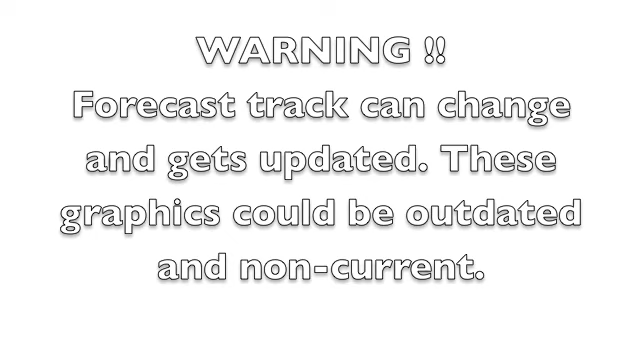 WARNING !!
Forecast track can change
and gets updated. These
graphics could be outdated
and non-current.